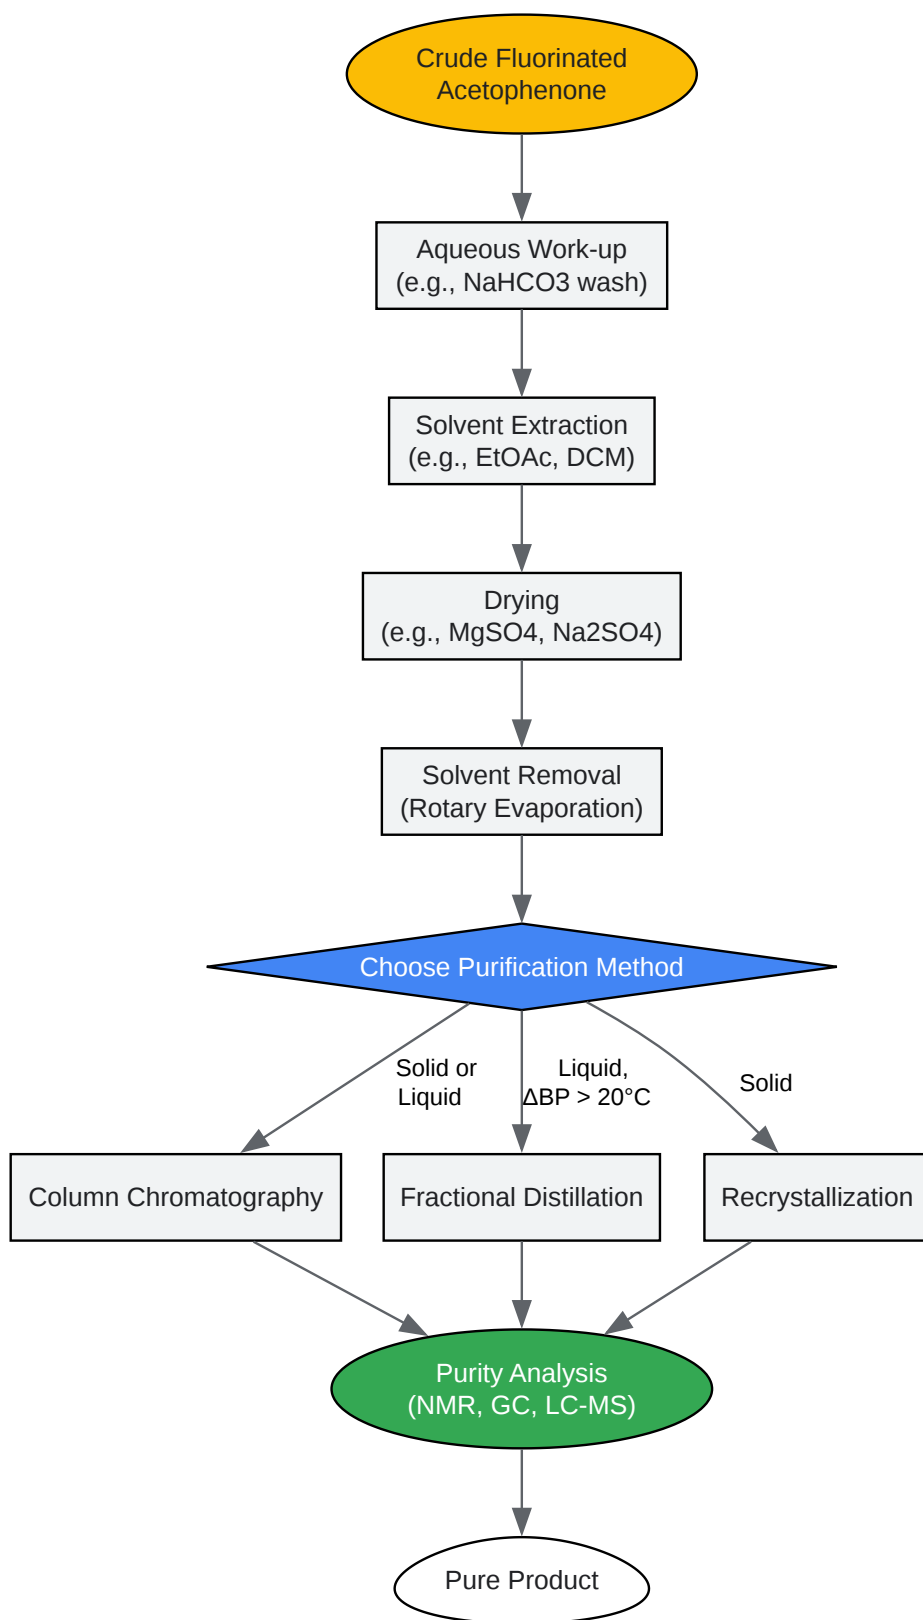 Crude Fluorinated
Acetophenone
Aqueous Work-up
(e.g., NaHCO3 wash)
Solvent Extraction
(e.g., EtOAc, DCM)
Drying
(e.g., MgSO4, Na2SO4)
Solvent Removal
(Rotary Evaporation)
Choose Purification Method
Solid or
Liquid
Liquid,
ΔBP > 20°C
Solid
Column Chromatography
Fractional Distillation
Recrystallization
Purity Analysis
(NMR, GC, LC-MS)
Pure Product